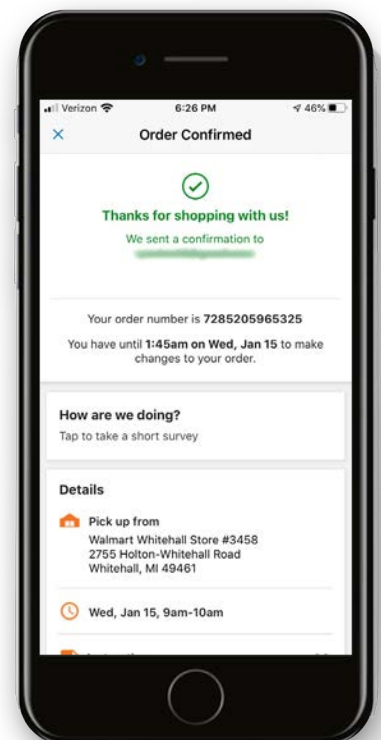 Verizon 6:26 PM 46%
Order Confirmed
Thanks for shopping with us!
We sent a confirmation to
Your order number is 7285205965325
You have until 1:45am on Wed, Jan 15 to make
changes to your order.
How are we doing?
Tap to take a short survey
Details
Pick up from
Walmart Whitehall Store #3458
2755 Holton-Whitehall Road
Whitehall, MI 49461
Wed, Jan 15, 9am-10am